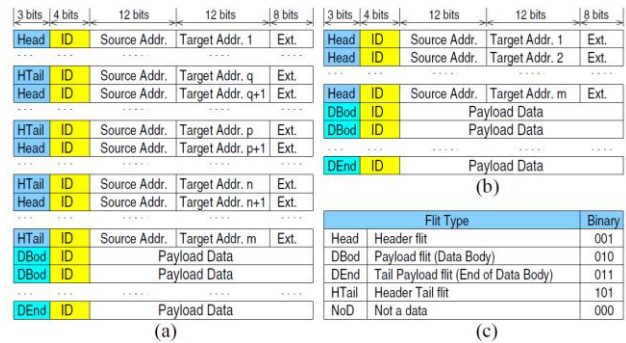 3 bits 4 bits 12 bits 12 bits 8 bits
Head ID Source Addr. Target Addr. 1 Ext.
HTail ID Source Addr. Target Addr. q Ext.
Head ID Source Addr. Target Addr. q+1 Ext.
HTail ID Source Addr. Target Addr. p Ext.
Head ID Source Addr. Target Addr. p+1 Ext.
HTail ID Source Addr. Target Addr. n Ext.
Head ID Source Addr. Target Addr. n+1 Ext.
HTail ID Source Addr. Target Addr. m Ext.
DBod ID Payload Data
DBod ID Payload Data
DEnd ID Payload Data
(a)
3 bits 4 bits 12 bits 12 bits 8 bits
Head ID Source Addr. Target Addr. 1 Ext.
Head ID Source Addr. Target Addr. 2 Ext.
Head ID Source Addr. Target Addr. m Ext.
DBod ID Payload Data
DBod ID Payload Data
DEnd ID Payload Data
(b)
Flit Type Binary
Head Header flit 001
DBod Payload flit (Data Body) 010
DEnd Tail Payload flit (End of Data Body) 011
HTail Header Tail flit 101
NoD Not a data 000
(c)